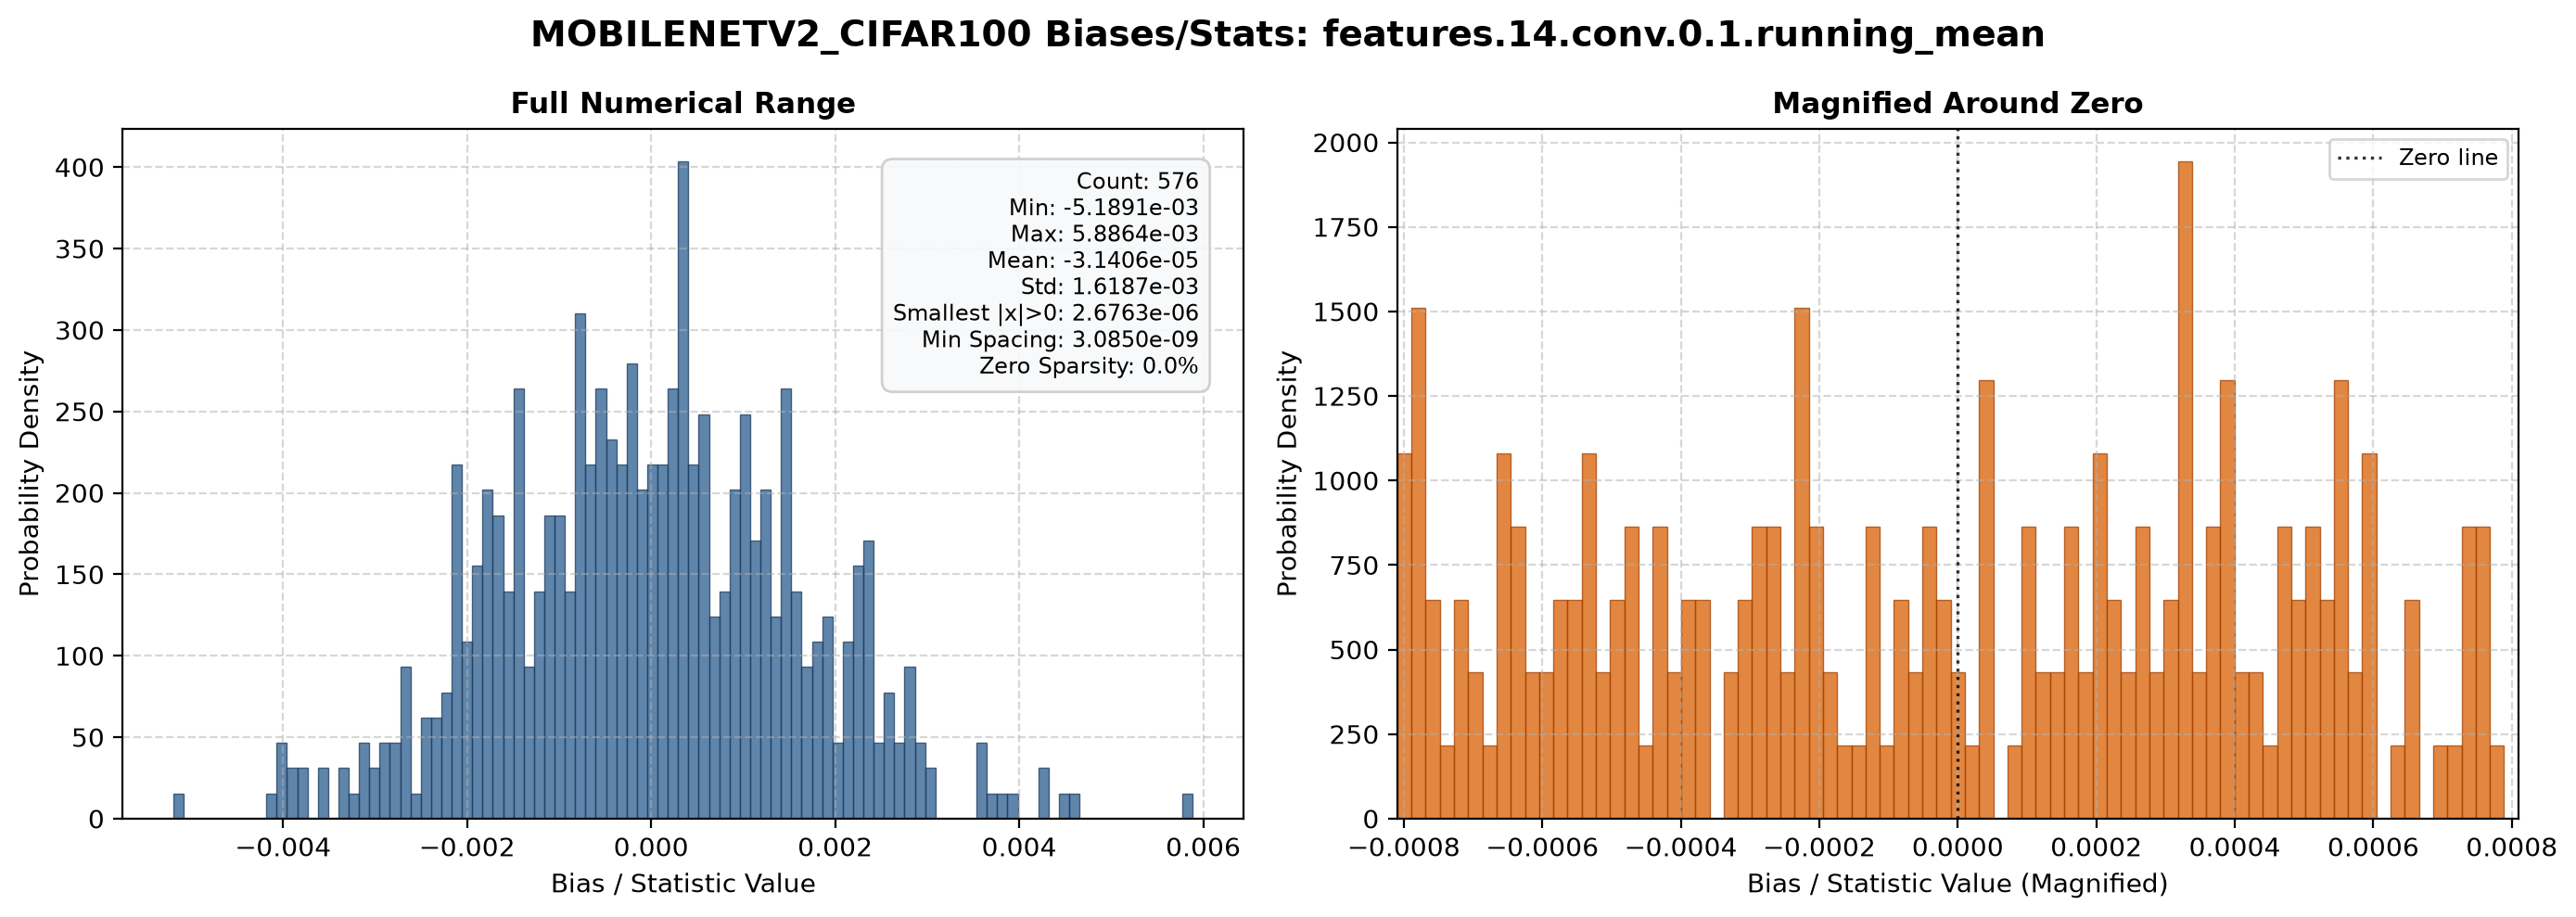 MOBILENETV2_CIFAR100 Biases/Stats: features.14.conv.0.1.running_mean
Full Numerical Range
Probability Density
400
350
300
250
200
150
100
50
0
Count: 576
Min: -5.1891e-03
Max: 5.8864e-03
Mean: -3.1406e-05
Std: 1.6187e-03
Smallest |x|>0: 2.6763e-06
Min Spacing: 3.0850e-09
Zero Sparsity: 0.0%
−0.004 −0.002 0.000 0.002 0.004 0.006
Bias / Statistic Value
Magnified Around Zero
Probability Density
2000
1750
1500
1250
1000
750
500
250
0
Zero line
−0.0008 −0.0006 −0.0004 −0.0002 0.0000 0.0002 0.0004 0.0006 0.0008
Bias / Statistic Value (Magnified)